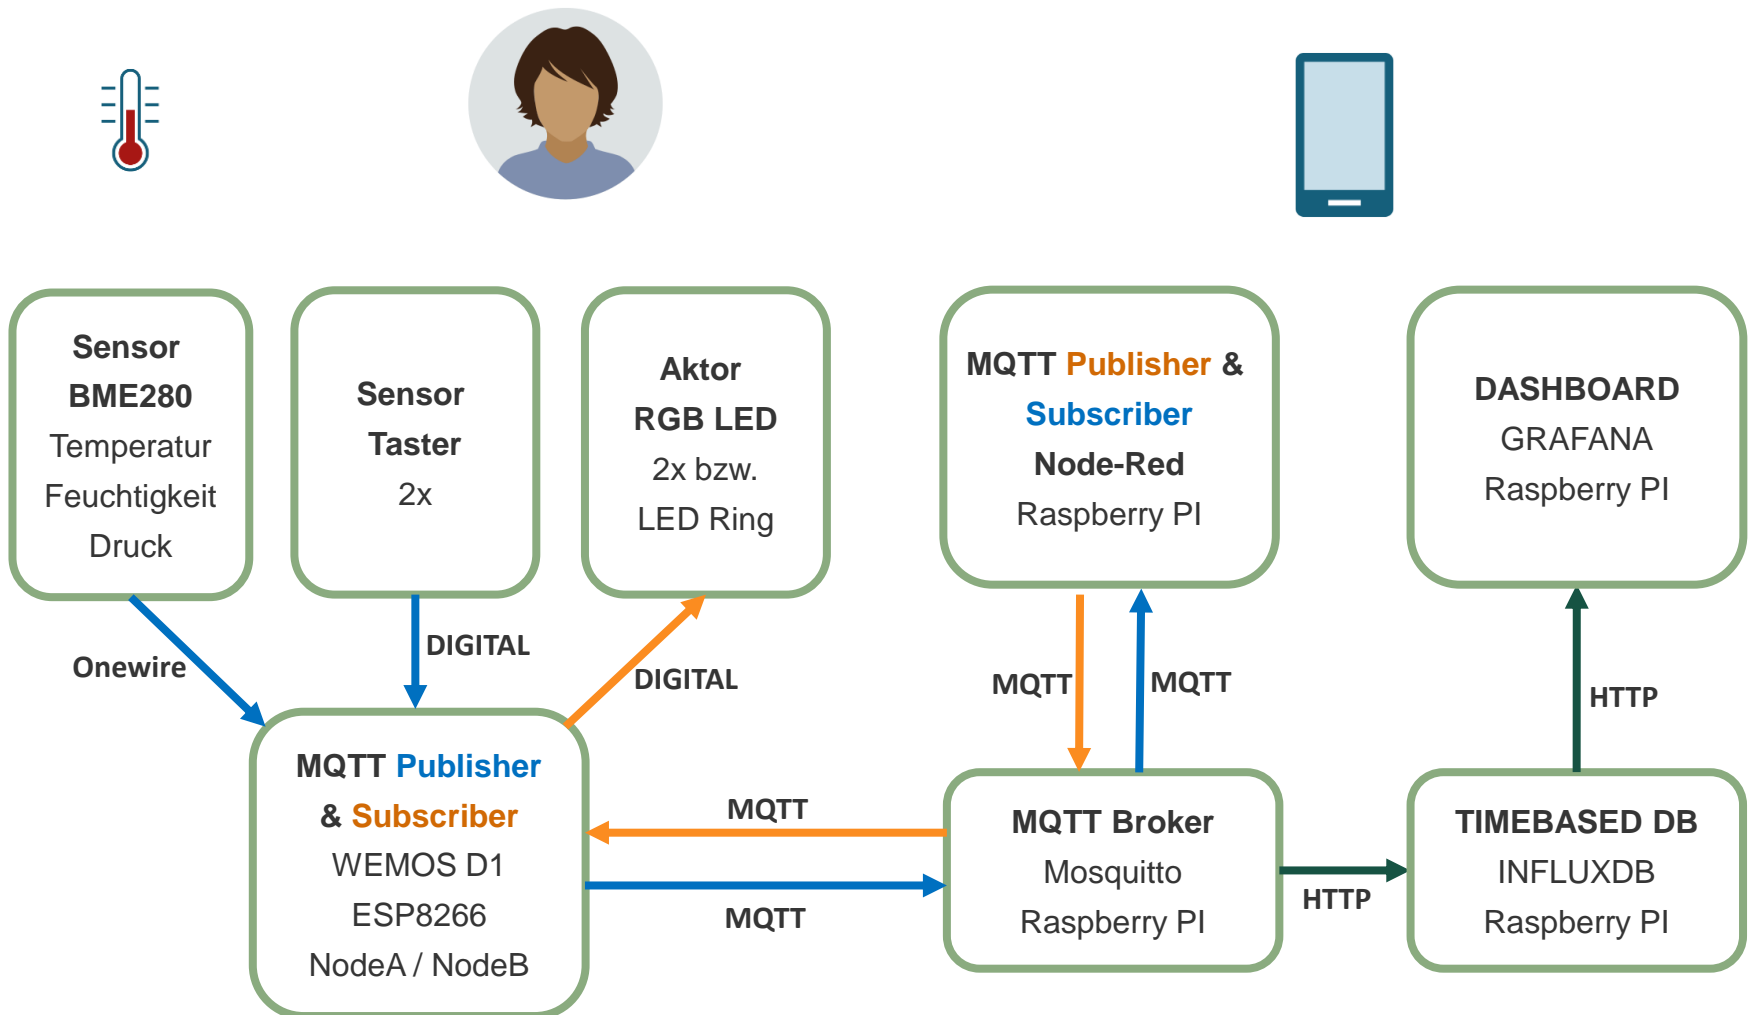 Sensor
BME280
Temperatur
Feuchtigkeit
Druck
Sensor
Taster
2x
Aktor
RGB LED
2x bzw.
LED Ring
MQTT Publisher &
Subscriber
Node-Red
Raspberry PI
DASHBOARD
GRAFANA
Raspberry PI
Onewire
DIGITAL
DIGITAL
MQTT
MQTT
HTTP
MQTT Publisher
& Subscriber
WEMOS D1
ESP8266
NodeA / NodeB
MQTT
MQTT
MQTT Broker
Mosquitto
Raspberry PI
HTTP
TIMEBASED DB
INFLUXDB
Raspberry PI